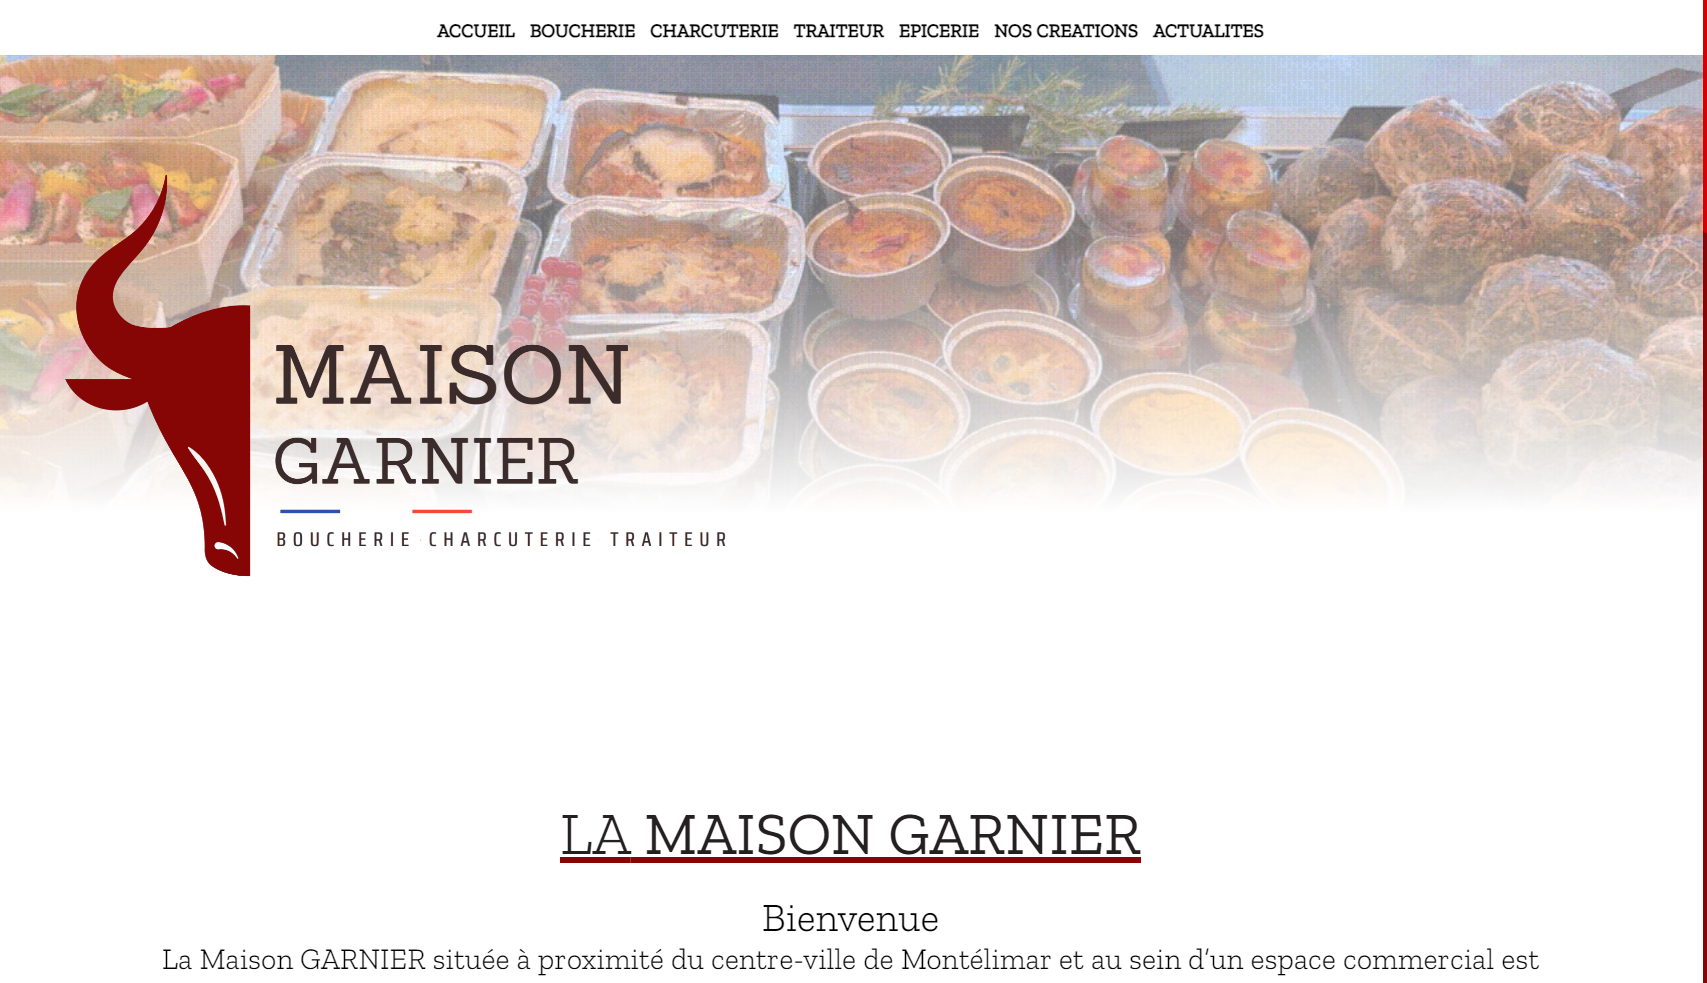 ACCUEIL BOUCHERIE CHARCUTERIE TRAITEUR EPICERIE NOS CREATIONS ACTUALITES
MAISON
GARNIER
BOUCHERIE CHARCUTERIE TRAITEUR
LA MAISON GARNIER
Bienvenue
La Maison GARNIER située à proximité du centre-ville de Montélimar et au sein d’un espace commercial est